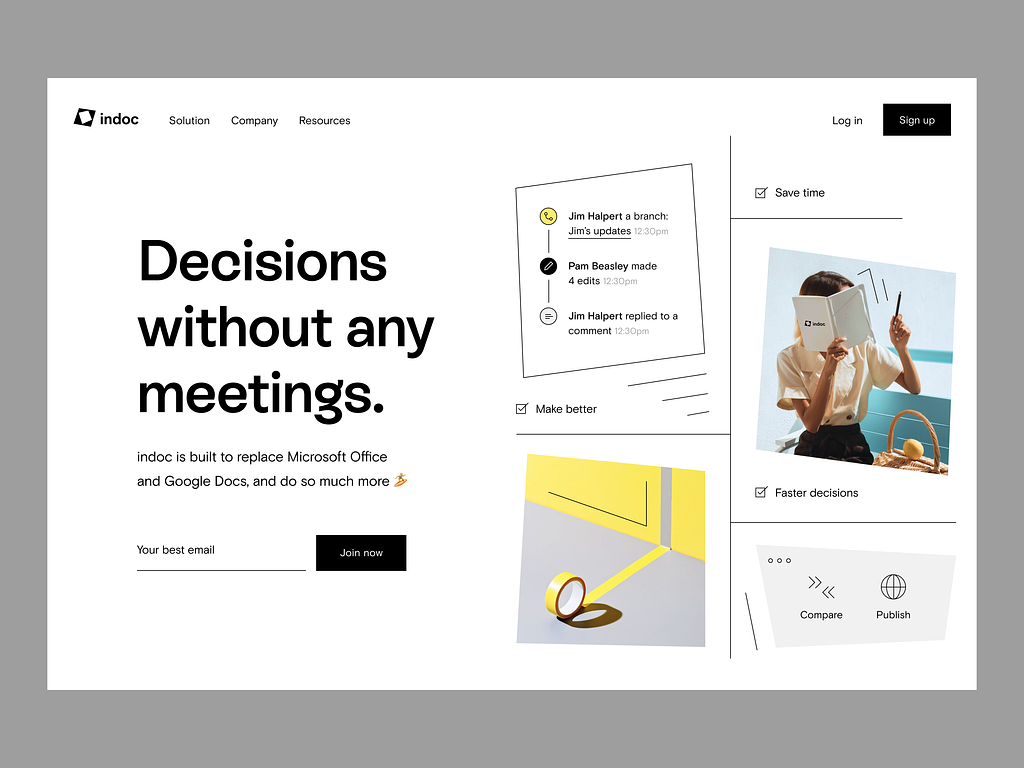 indoc
Solution
Company
Resources
Log in
Sign up
Decisions
without any
meetings.
indoc is built to replace Microsoft Office
and Google Docs, and do so much more 🏄
Your best email
Join now
Jim Halpert a branch:
Jim's updates 12:30pm
Pam Beasley made
4 edits 12:30pm
Jim Halpert replied to a
comment 12:30pm
Make better
Save time
indoc
Faster decisions
Compare
Publish